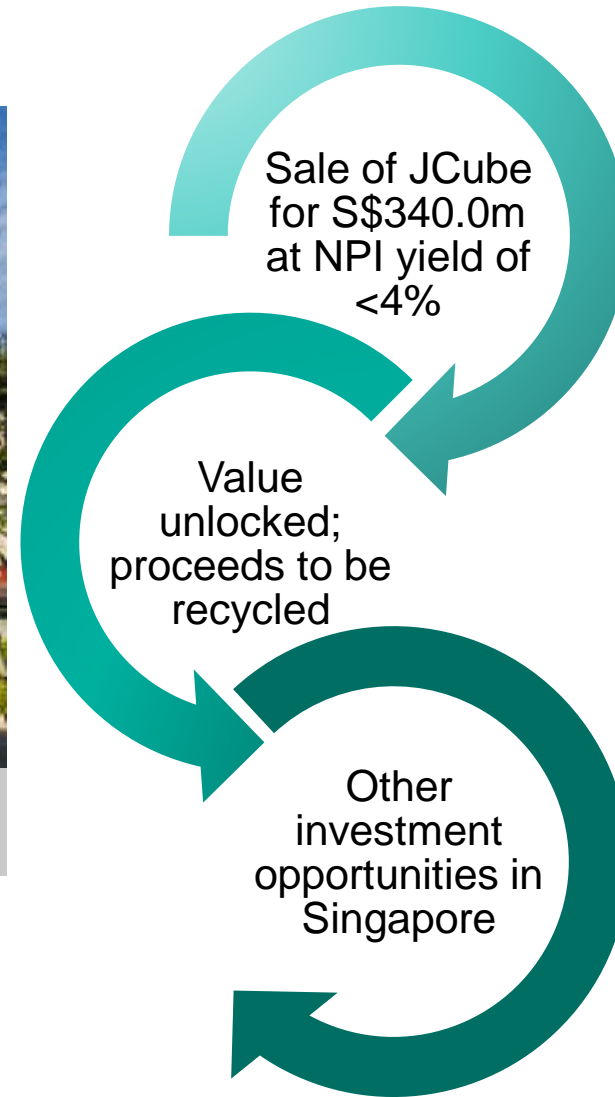 Sale of JCube
for S$340.0m
at NPI yield of
<4%
Value
unlocked;
proceeds to be
recycled
Other
investment
opportunities in
Singapore